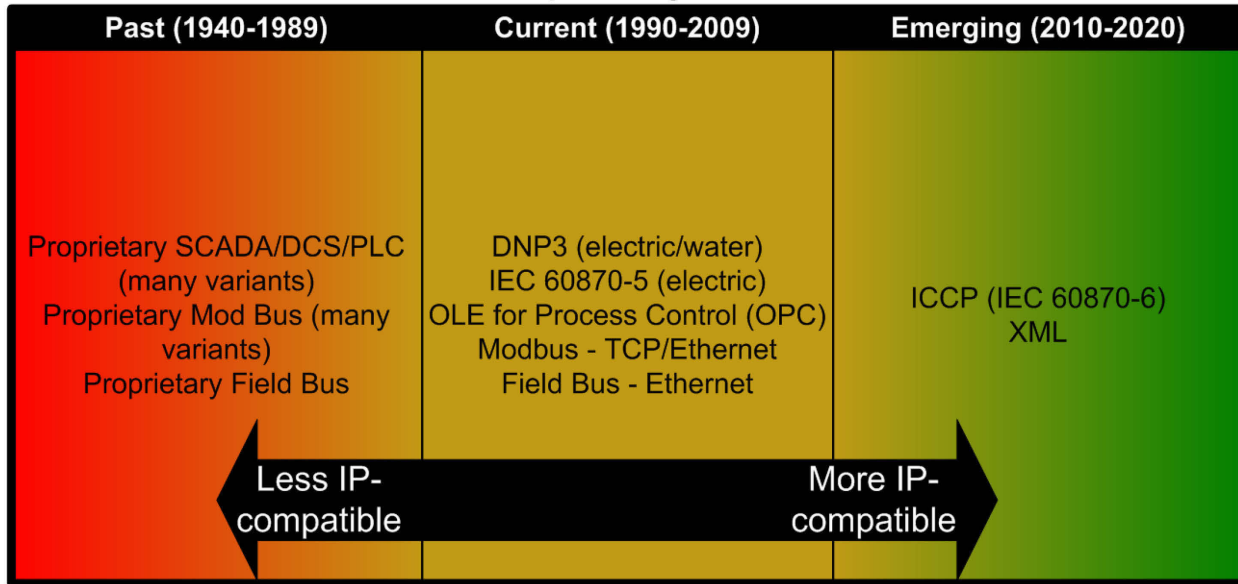 Past (1940-1989)
Current (1990-2009)
Emerging (2010-2020)
Proprietary SCADA/DCS/PLC
(many variants)
Proprietary Mod Bus (many
variants)
Proprietary Field Bus
DNP3 (electric/water)
IEC 60870-5 (electric)
OLE for Process Control (OPC)
Modbus - TCP/Ethernet
Field Bus - Ethernet
ICCP (IEC 60870-6)
XML
Less IP-
compatible
More IP-
compatible